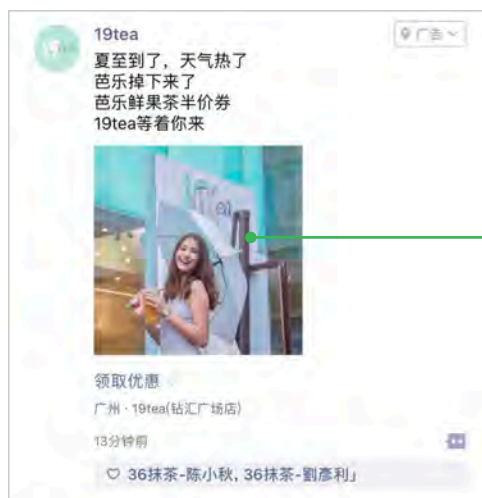 19tea
广告
夏至到了，天气热了
芭乐掉下来了
芭乐鲜果茶半价券
19tea等着你来
领取优惠
广州·19tea(钻汇广场店)
13分钟前
36抹茶-陈小秋, 36抹茶-劉彥利」